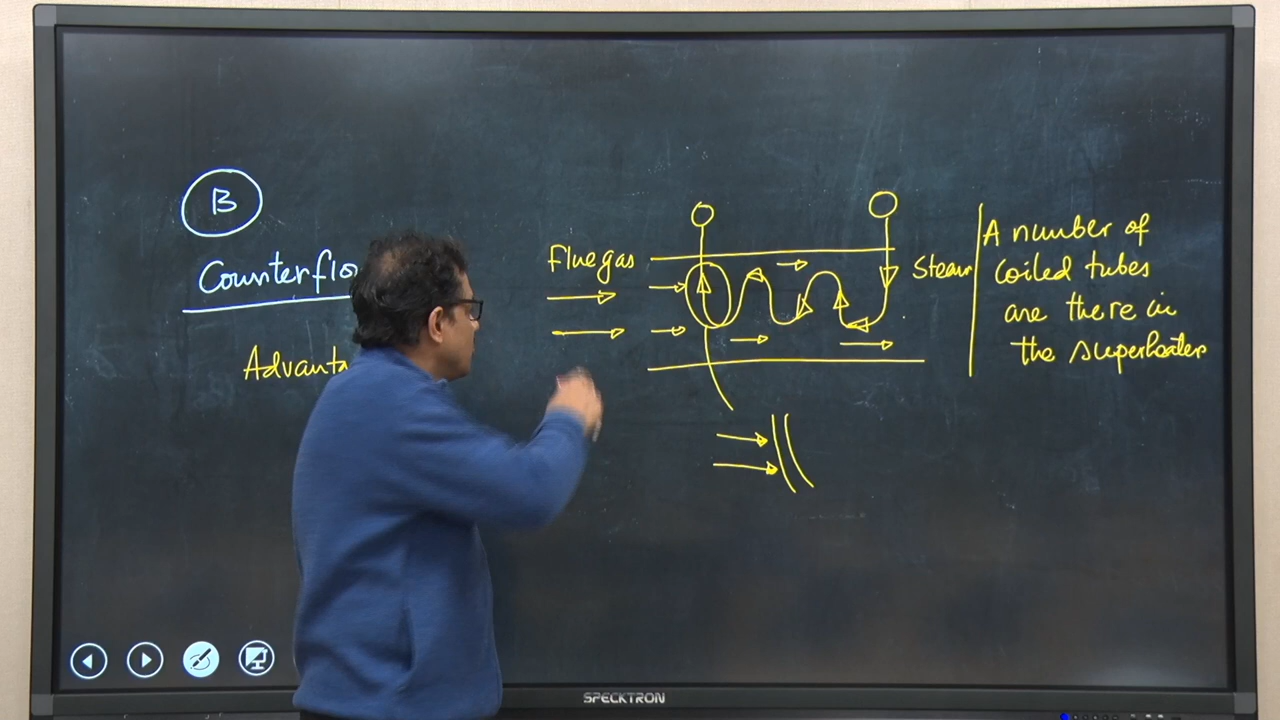 B
Counterflo
Advanta
Flue gas
Steam
A number of
coiled tubes
are there in
the superheater
SPECKTRON